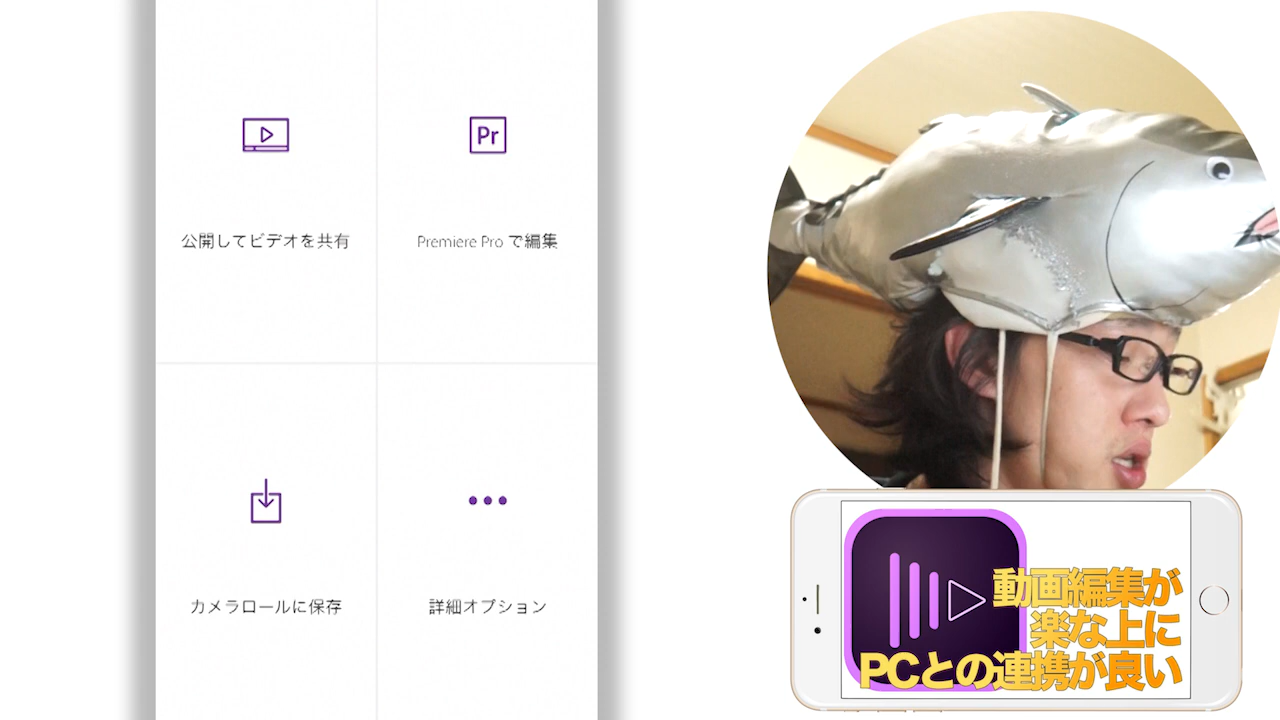 Pr
公開してビデオを共有
Premiere Pro で編集
カメラロールに保存
詳細オプション
動画編集が
楽な上に
PCとの連携が良い